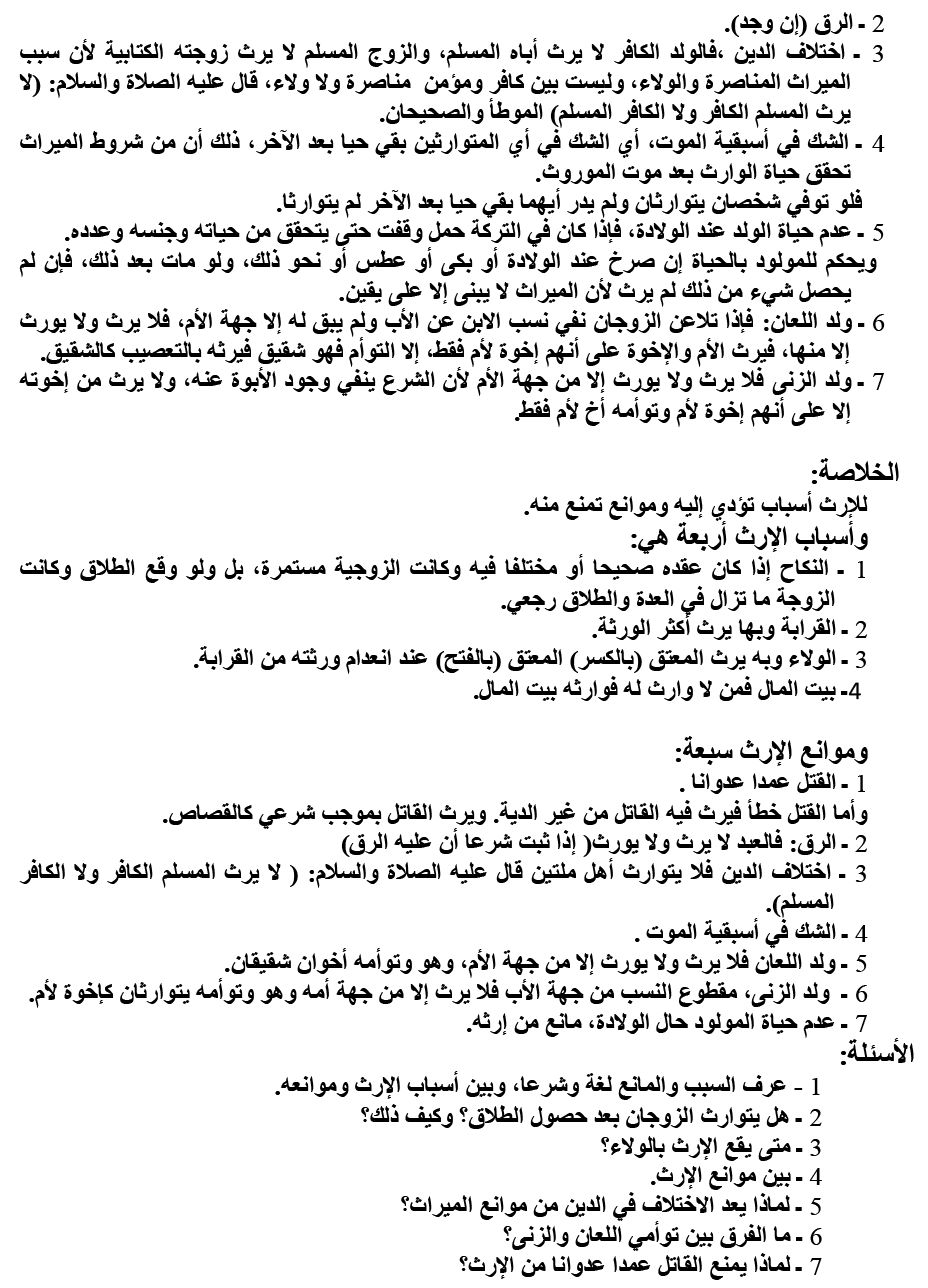 2 ـ الرق (إن وجد).
3 ـ اختلاف الدين ،فالولد الكافر لا يرث أباه المسلم، والزوج المسلم لا يرث زوجته الكتابية لأن سبب
الميراث المناصرة والولاء، وليست بين كافر ومؤمن مناصرة ولا ولاء، قال عليه الصلاة والسلام: (لا
يرث المسلم الكافر ولا الكافر المسلم) الموطأ والصحيحان.
4 ـ الشك في أسبقية الموت، أي الشك في أي المتوارثين بقي حيا بعد الآخر، ذلك أن من شروط الميراث
تحقق حياة الوارث بعد موت الموروث.
فلو توفي شخصان يتوارثان ولم يدر أيهما بقي حيا بعد الآخر لم يتوارثا.
5 ـ عدم حياة الولد عند الولادة، فإذا كان في التركة حمل وقفت حتى يتحقق من حياته وجنسه وعدده.
ويحكم للمولود بالحياة إن صرخ عند الولادة أو بكى أو عطس أو نحو ذلك، ولو مات بعد ذلك، فإن لم
يحصل شيء من ذلك لم يرث لأن الميراث لا يبنى إلا على يقين.
6 ـ ولد اللعان: فإذا تلاعن الزوجان نفي نسب الابن عن الأب ولم يبق له إلا جهة الأم، فلا يرث ولا يورث
إلا منها، فيرث الأم والإخوة على أنهم إخوة لأم فقط، إلا التوأم فهو شقيق فيرثه بالتعصيب كالشقيق.
7 ـ ولد الزنى فلا يرث ولا يورث إلا من جهة الأم لأن الشرع ينفي وجود الأبوة عنه، ولا يرث من إخوته
إلا على أنهم إخوة لأم وتوأمه أخ لأم فقط.
الخلاصة:
للإرث أسباب تؤدي إليه وموانع تمنع منه.
وأسباب الإرث أربعة هي:
1 ـ النكاح إذا كان عقده صحيحا أو مختلفا فيه وكانت الزوجية مستمرة، بل ولو وقع الطلاق وكانت
الزوجة ما تزال في العدة والطلاق رجعي.
2 ـ القرابة وبها يرث أكثر الورثة.
3 ـ الولاء وبه يرث المعتق (بالكسر) المعتق (بالفتح) عند انعدام ورثته من القرابة.
4ـ بيت المال فمن لا وارث له فوارثه بيت المال.
وموانع الإرث سبعة:
1 ـ القتل عمدا عدوانا .
وأما القتل خطأ فيرث فيه القاتل من غير الدية. ويرث القاتل بموجب شرعي كالقصاص.
2 ـ الرق: فالعبد لا يرث ولا يورث( إذا ثبت شرعا أن عليه الرق)
3 ـ اختلاف الدين فلا يتوارث أهل ملتين قال عليه الصلاة والسلام: ( لا يرث المسلم الكافر ولا الكافر
المسلم).
4 ـ الشك في أسبقية الموت .
5 ـ ولد اللعان فلا يرث ولا يورث إلا من جهة الأم، وهو وتوأمه أخوان شقيقان.
6 ـ ولد الزنى، مقطوع النسب من جهة الأب فلا يرث إلا من جهة أمه وهو وتوأمه يتوارثان كإخوة لأم.
7 ـ عدم حياة المولود حال الولادة، مانع من إرثه.
الأسئلة:
1 - عرف السبب والمانع لغة وشرعا، وبين أسباب الإرث وموانعه.
2 ـ هل يتوارث الزوجان بعد حصول الطلاق؟ وكيف ذلك؟
3 ـ متى يقع الإرث بالولاء؟
4 ـ بين موانع الإرث.
5 ـ لماذا يعد الاختلاف في الدين من موانع الميراث؟
6 ـ ما الفرق بين توأمي اللعان والزنى؟
7 ـ لماذا يمنع القاتل عمدا عدوانا من الإرث؟